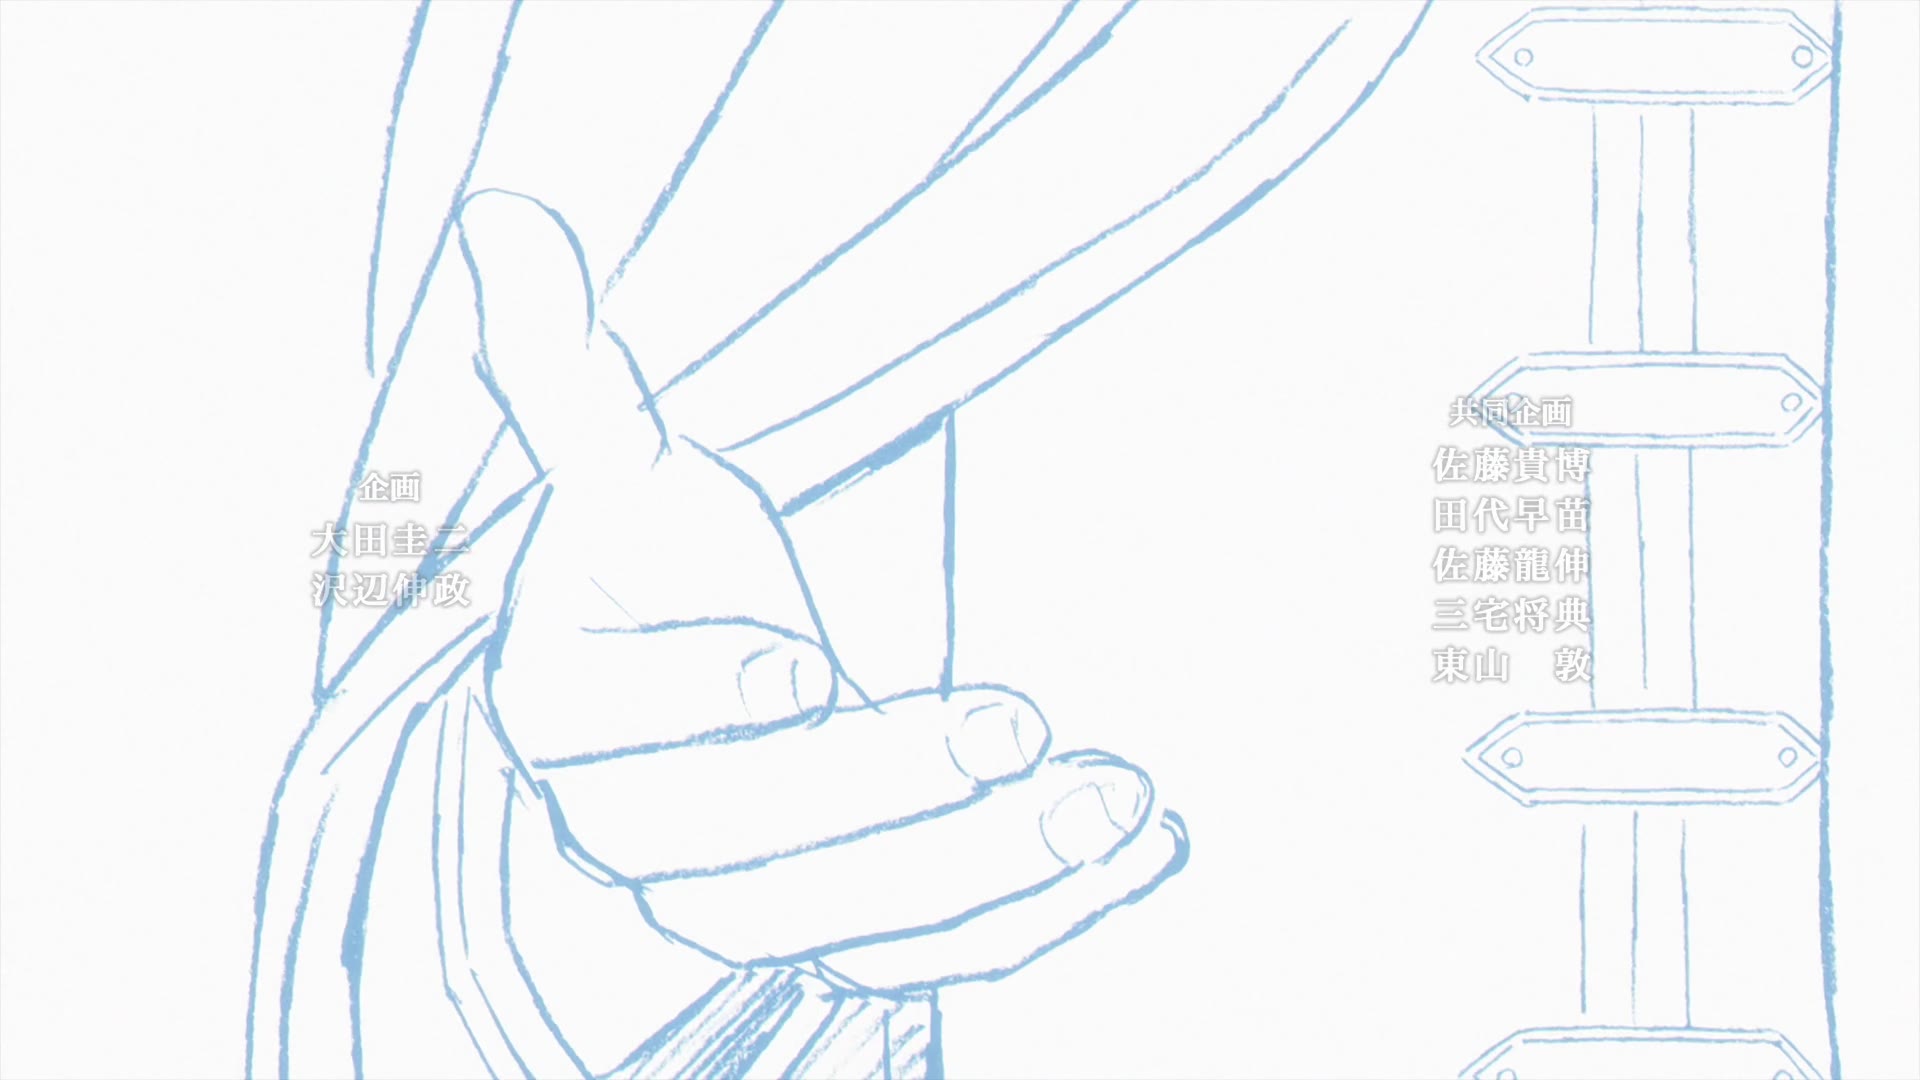 企画
大田圭二
沢辺伸政
共同企画
佐藤貴博
田代早苗
佐藤龍伸
三宅将典
東山　敦